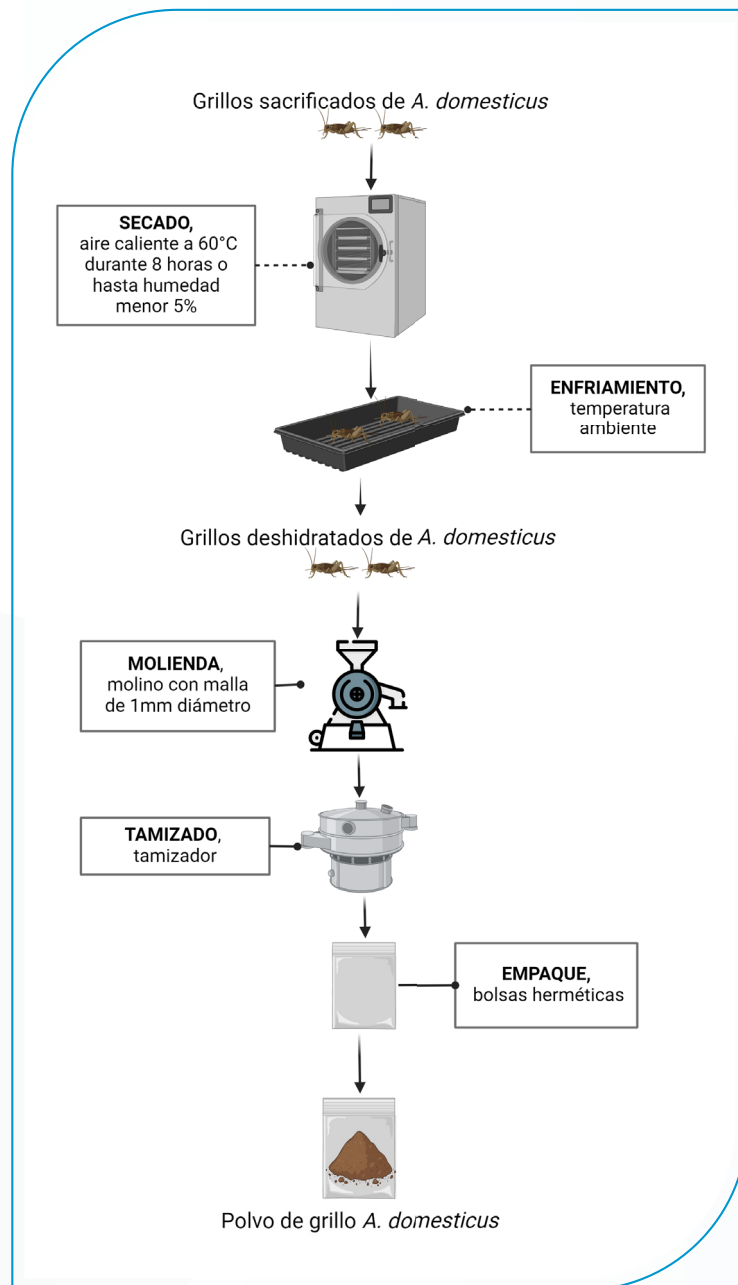 Grillos sacrificados de A. domesticus
SECADO,
aire caliente a 60°C
durante 8 horas o
hasta humedad
menor 5%
ENFRIAMIENTO,
temperatura
ambiente
Grillos deshidratados de A. domesticus
MOLIENDA,
molino con malla
de 1mm diámetro
TAMIZADO,
tamizador
EMPAQUE,
bolsas herméticas
Polvo de grillo A. domesticus